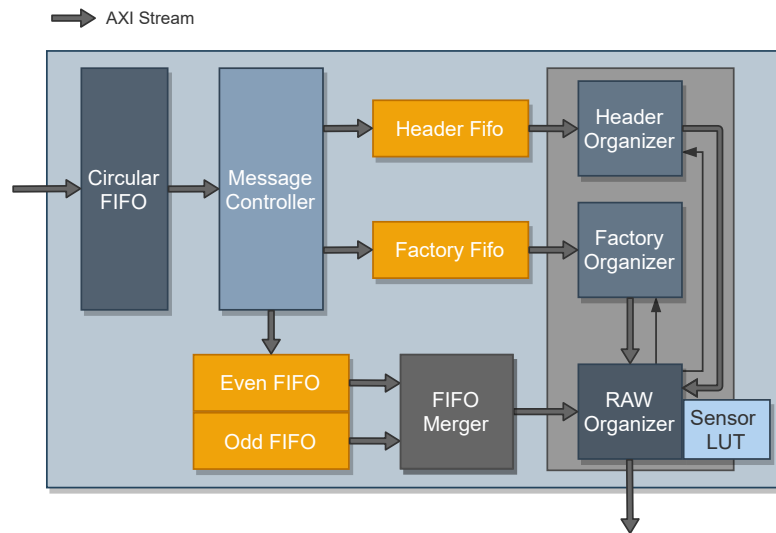 AXI Stream
Circular
FIFO
Message
Controller
Header Fifo
Header
Organizer
Factory Fifo
Factory
Organizer
Even FIFO
Odd FIFO
FIFO
Merger
RAW
Organizer
Sensor
LUT